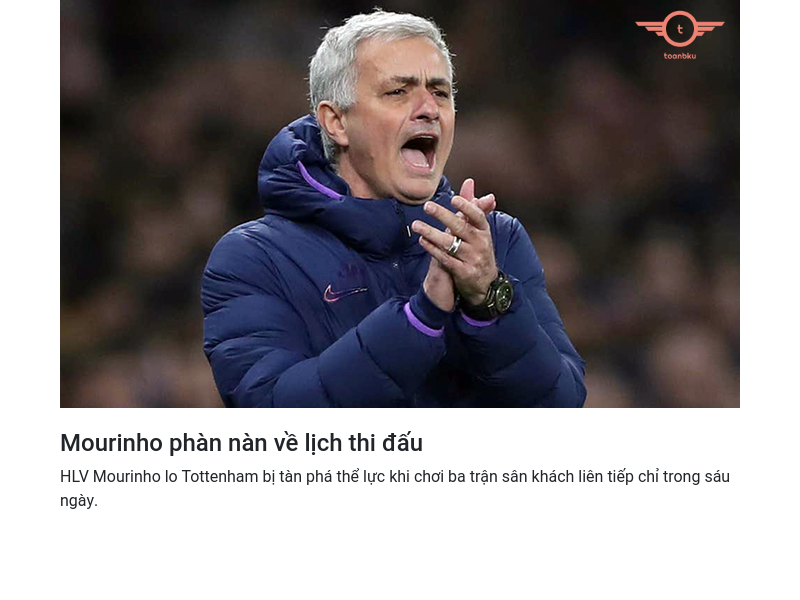 t
toanbku
Mourinho phàn nàn về lịch thi đấu
HLV Mourinho lo Tottenham bị tàn phá thể lực khi chơi ba trận sân khách liên tiếp chỉ trong sáu
ngày.